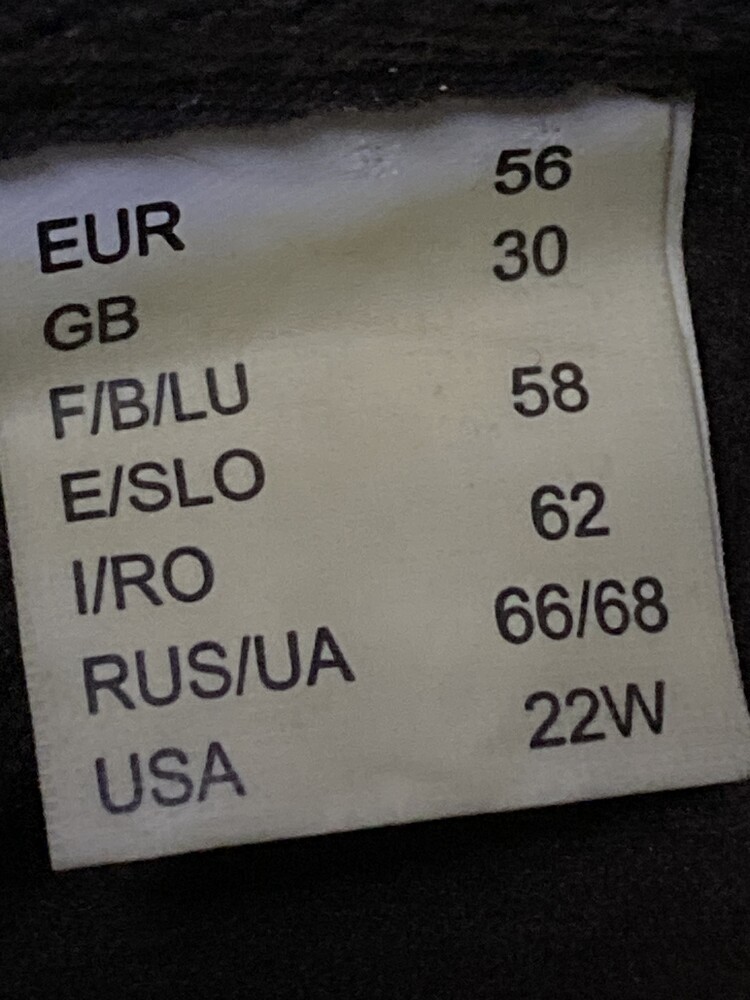 EUR 56
GB 30
F/B/LU
E/SLO 58
I/RO 62
RUS/UA 66/68
USA 22W